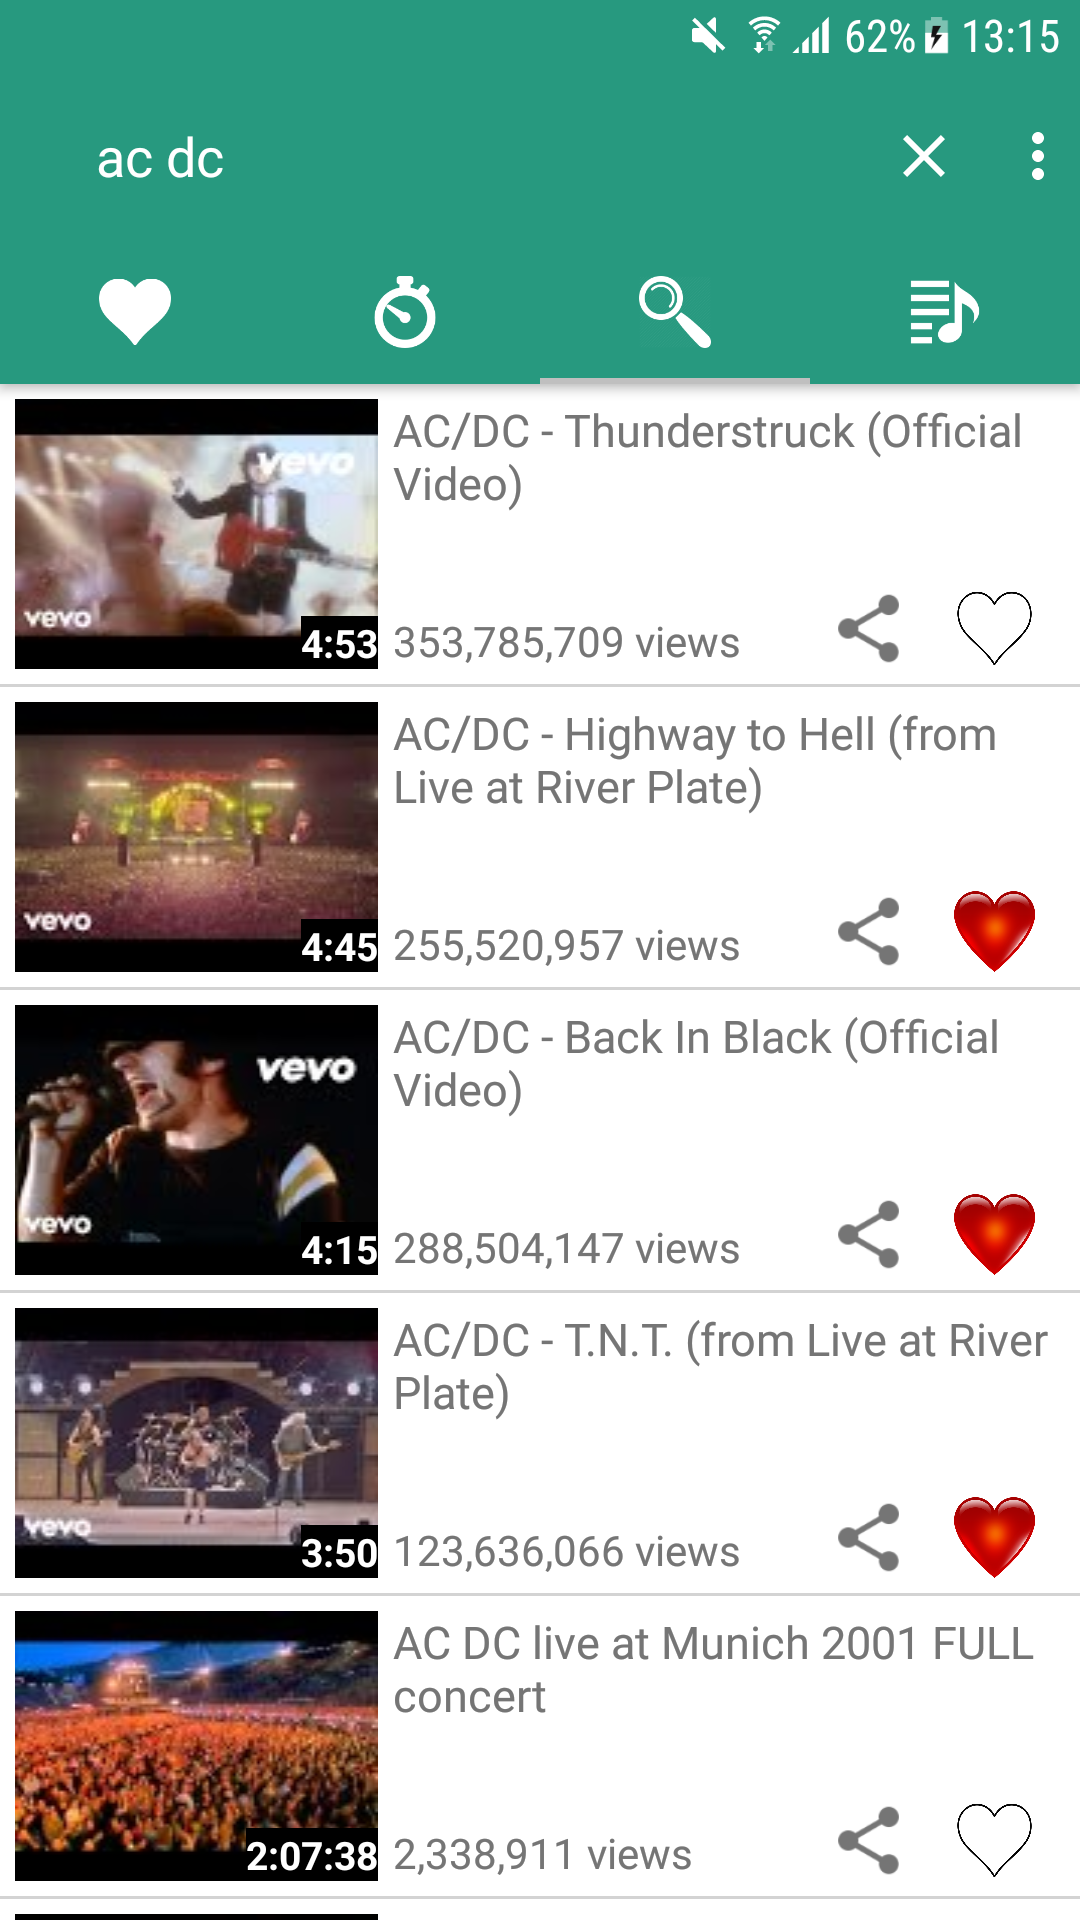 62% 13:15
ac dc
AC/DC - Thunderstruck (Official
Video)
vevo
vevo
4:53
353,785,709 views
AC/DC - Highway to Hell (from
Live at River Plate)
vevo
4:45
255,520,957 views
AC/DC - Back In Black (Official
Video)
vevo
vevo
4:15
288,504,147 views
AC/DC - T.N.T. (from Live at River
Plate)
vevo
3:50
123,636,066 views
AC DC live at Munich 2001 FULL
concert
2:07:38
2,338,911 views